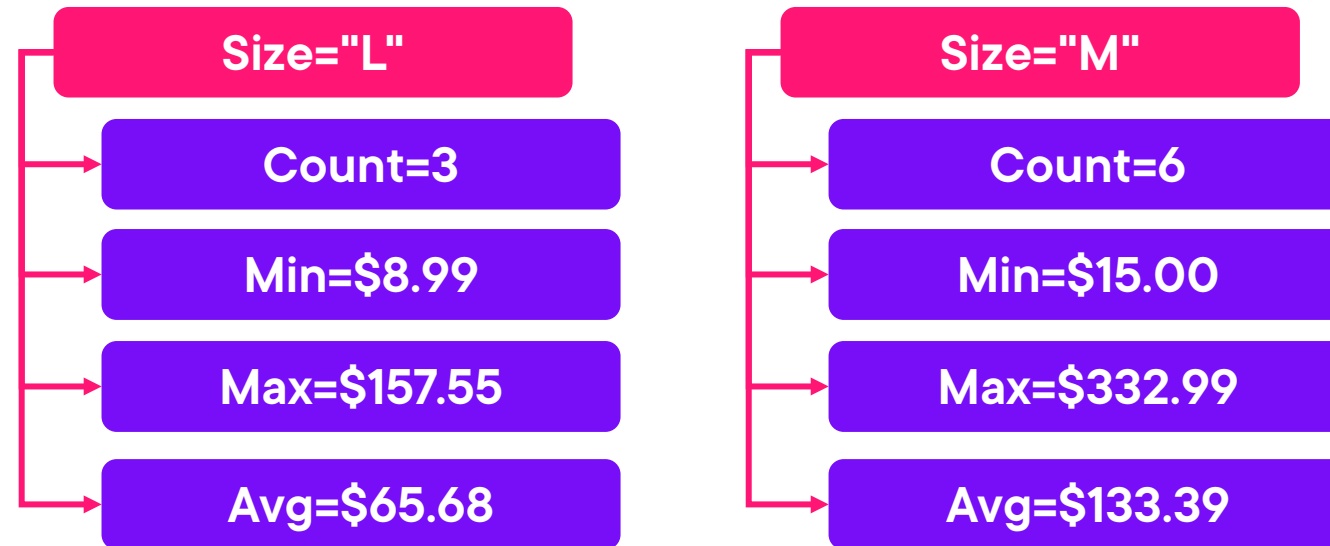 Size="L"
Count=3
Min=$8.99
Max=$157.55
Avg=$65.68
Size="M"
Count=6
Min=$15.00
Max=$332.99
Avg=$133.39